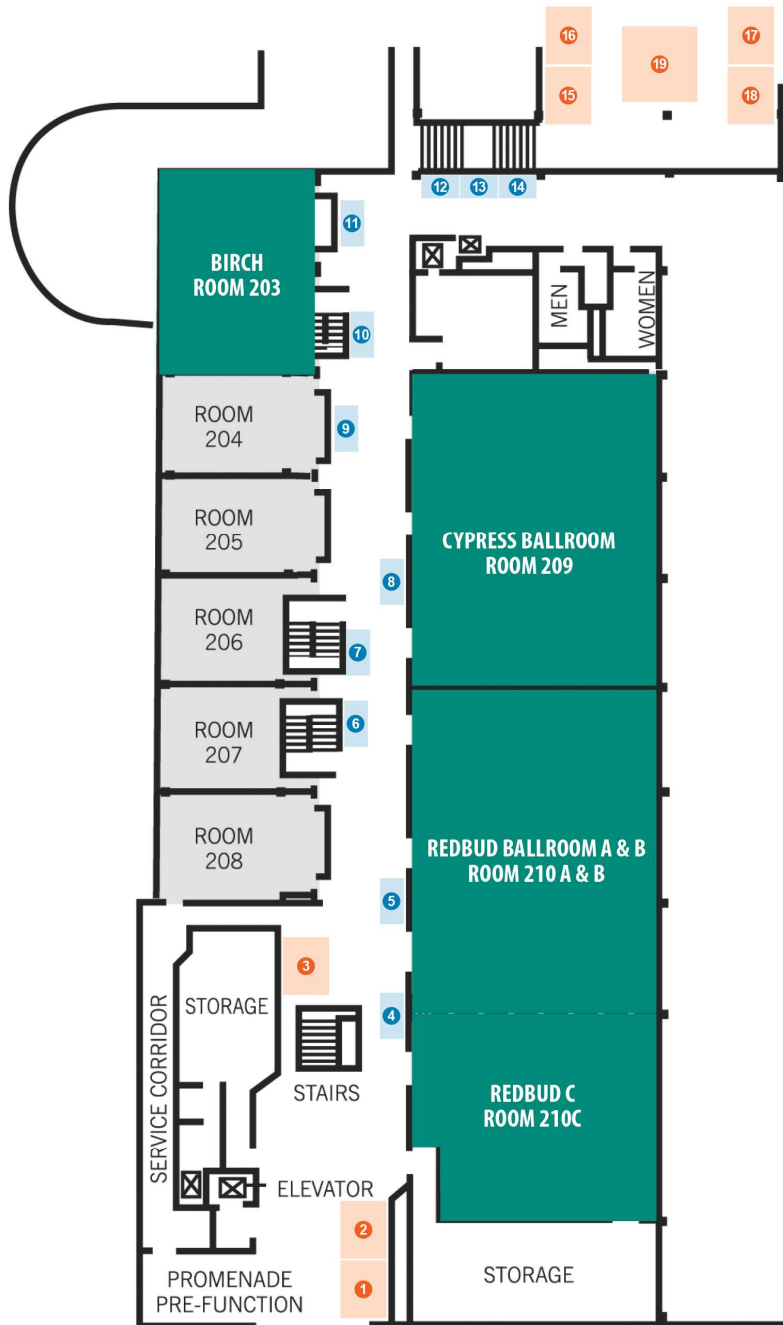 16
17
19
15
18
12
13
14
11
BIRCH
ROOM 203
MEN
WOMEN
10
ROOM
204
9
ROOM
205
CYPRESS BALLROOM
ROOM 209
8
ROOM
206
7
ROOM
207
6
ROOM
208
REDBUD BALLROOM A & B
ROOM 210 A & B
5
3
STORAGE
4
SERVICE CORRIDOR
STAIRS
REDBUD C
ROOM 210C
ELEVATOR
2
PROMENADE
PRE-FUNCTION
1
STORAGE